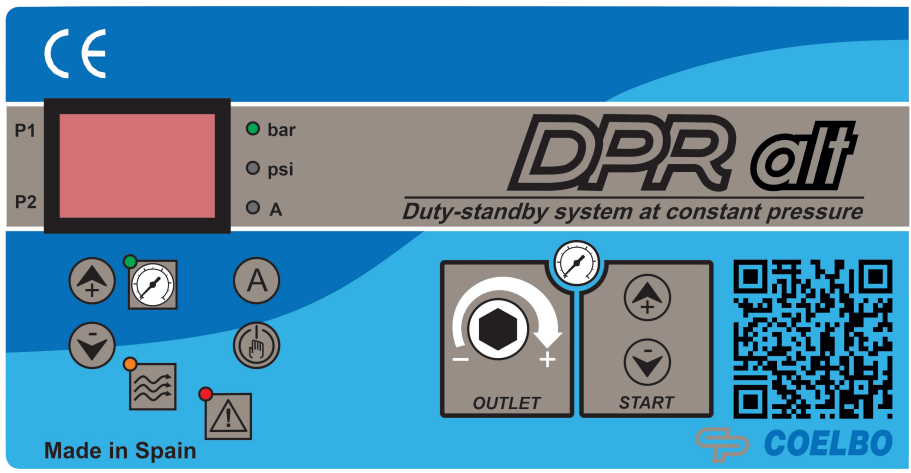 CE
P1
bar
DPR alt
psi
P2
A
Duty-standby system at constant pressure
+
A
-
- +
+
-
OUTLET
START
Made in Spain
COELBO